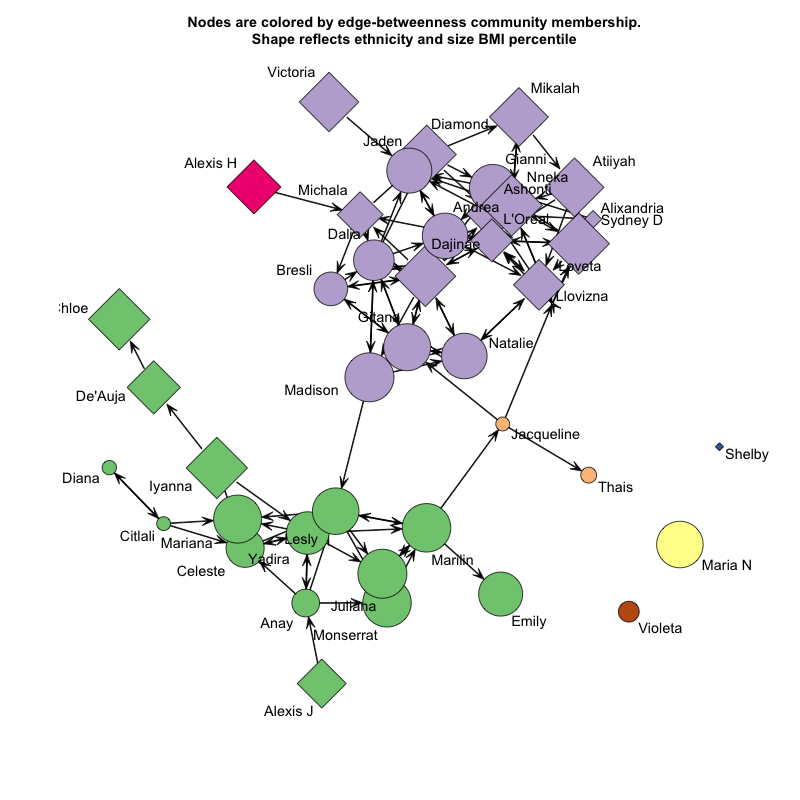 Nodes are colored by edge-betweenness community membership.
Shape reflects ethnicity and size BMI percentile
Victoria
Mikalah
Diamond
Jaden
Gianni
Atiiyah
Alexis H
Nneka
Michala
Ashonti
Andrea
Alixandria
L'Oreal
Sydney D
Dalia
Dajinae
Bresli
Loveta
Llovizna
Chloe
Gitana
Natalie
Madison
De'Auja
Jacqueline
Shelby
Diana
Iyanna
Thais
Citlali
Mariana
Lesly
Yadira
Marilin
Maria N
Celeste
Juliana
Anay
Monserrat
Emily
Violeta
Alexis J